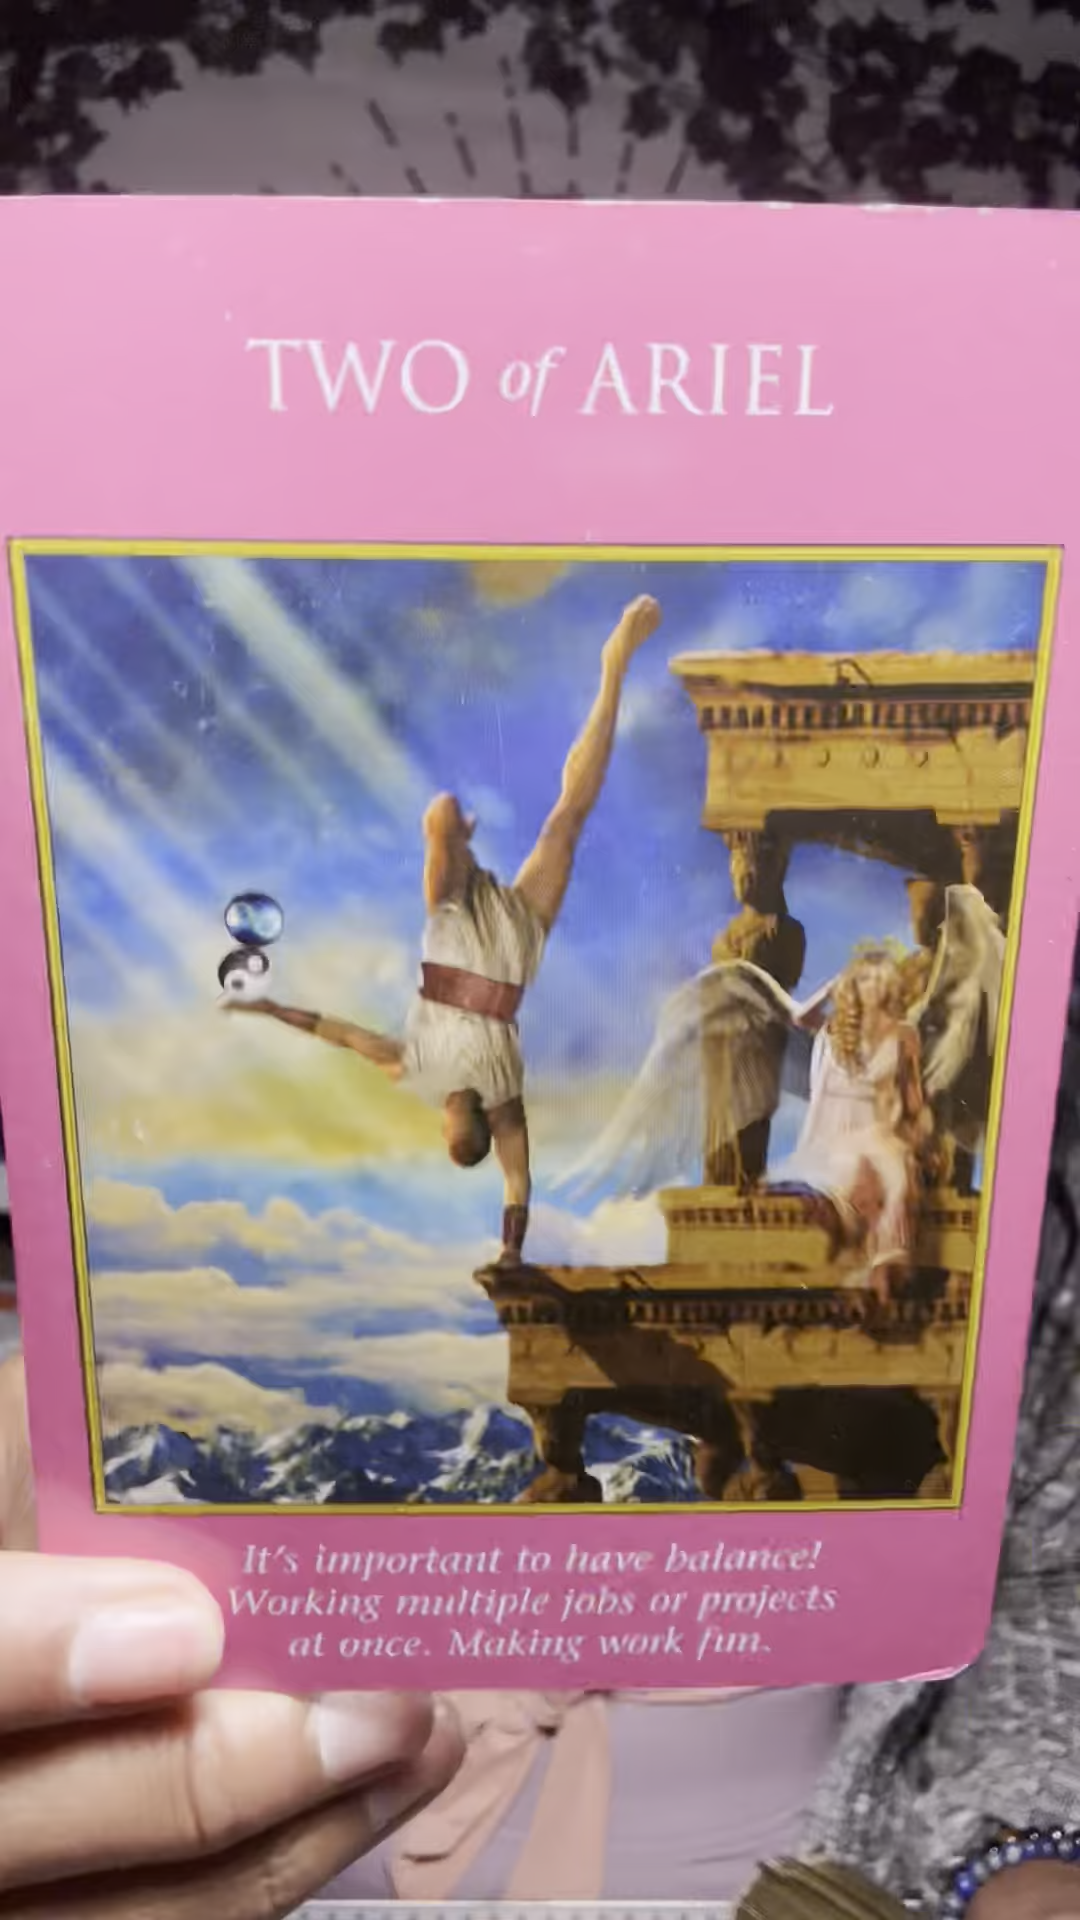 TWO of ARIEL
It's important to have balance!
Working multiple jobs or projects
at once. Making work fun.